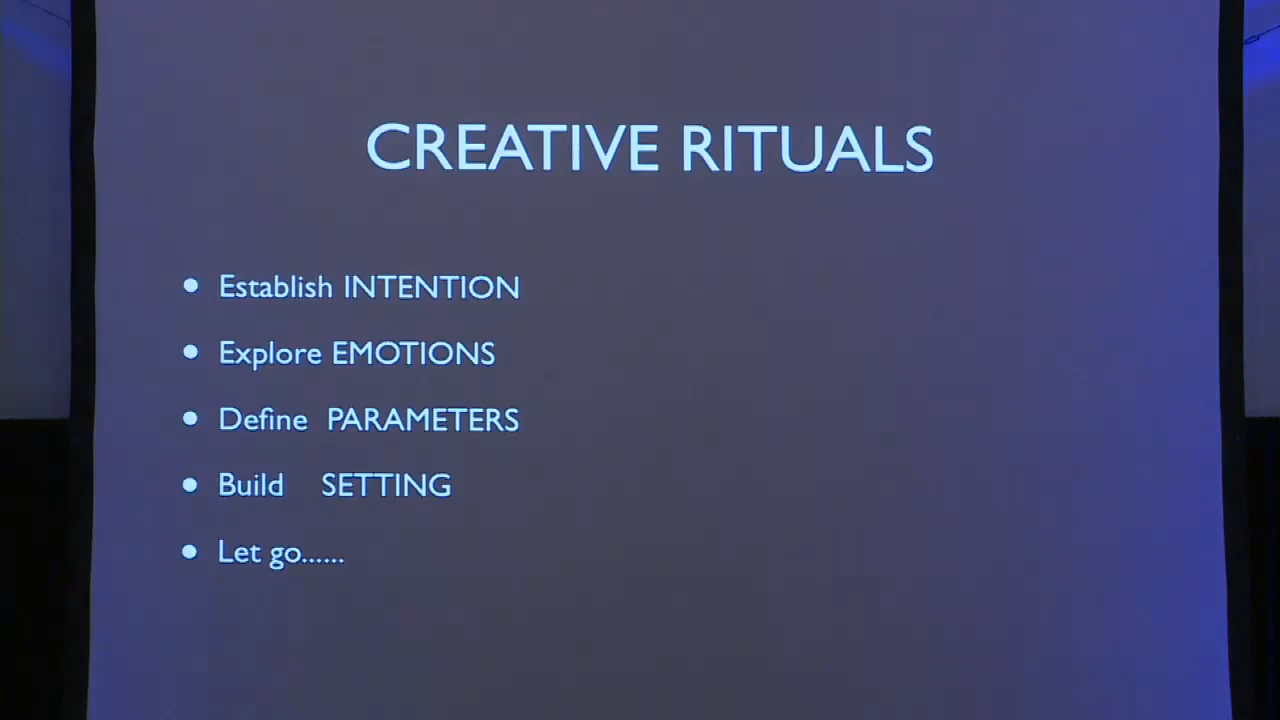 CREATIVE RITUALS
• Establish INTENTION
• Explore EMOTIONS
• Define PARAMETERS
• Build SETTING
• Let go......